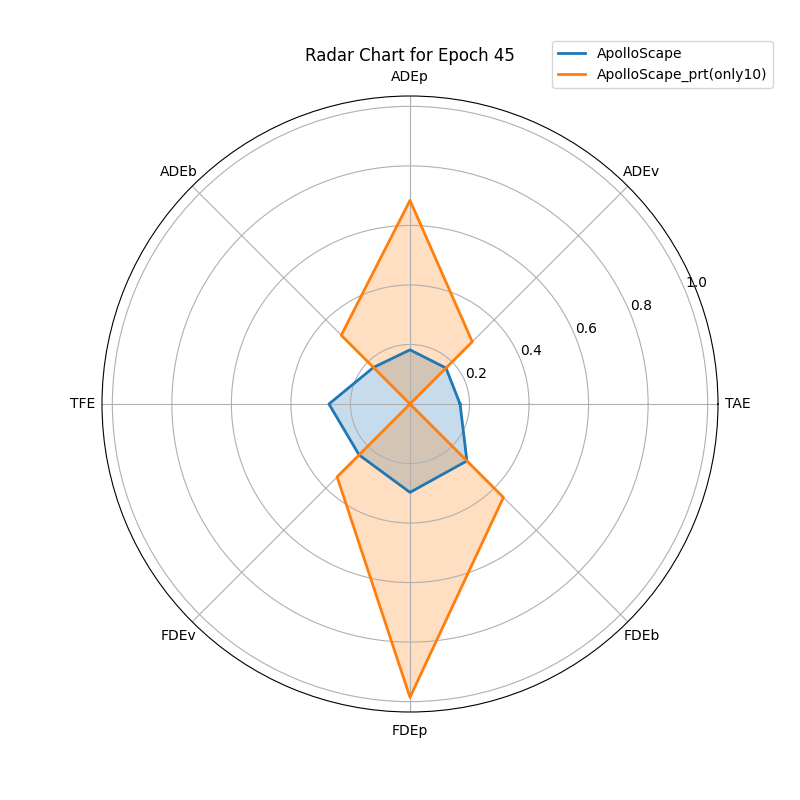 Radar Chart for Epoch 45
ApolloScape
ApolloScape_prt(only10)
ADEp
ADEb
ADEv
1.0
0.8
0.6
0.4
0.2
TFE
TAE
FDEv
FDEb
FDEp